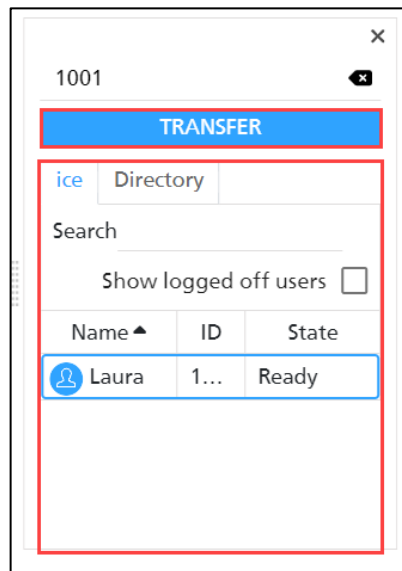 1001
TRANSFER
ice Directory
Search
Show logged off users
Name ID State
Laura 1... Ready